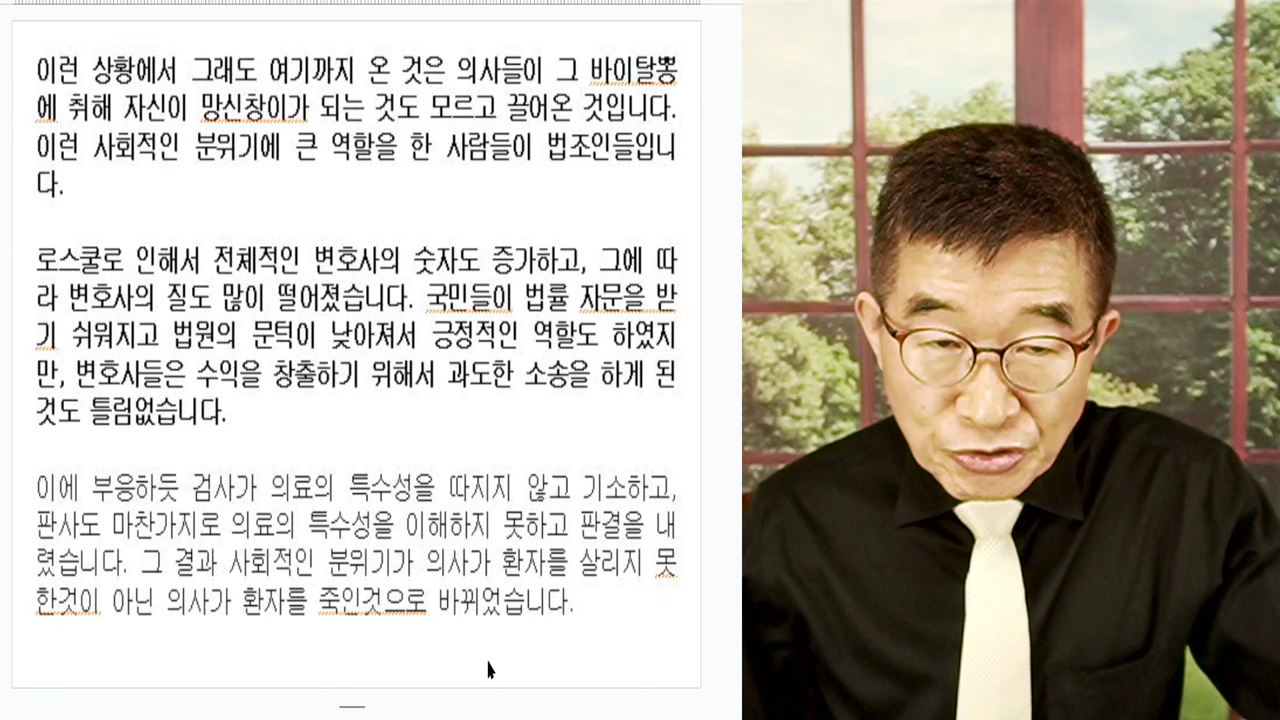 이런 상황에서 그래도 여기까지 온 것은 의사들이 그 바이탈뽕
에 취해 자신이 망신창이가 되는 것도 모르고 끌어온 것입니다.
이런 사회적인 분위기에 큰 역할을 한 사람들이 법조인들입니
다.
로스쿨로 인해서 전체적인 변호사의 숫자도 증가하고, 그에 따
라 변호사의 질도 많이 떨어졌습니다. 국민들이 법률 자문을 받
기 쉬워지고 법원의 문턱이 낮아져서 긍정적인 역할도 하였지
만, 변호사들은 수익을 창출하기 위해서 과도한 소송을 하게 된
것도 틀림없습니다.
이에 부응하듯 검사가 의료의 특수성을 따지지 않고 기소하고,
판사도 마찬가지로 의료의 특수성을 이해하지 못하고 판결을 내
렸습니다. 그 결과 사회적인 분위기가 의사가 환자를 살리지 못
한것이 아닌 의사가 환자를 죽인것으로 바뀌었습니다.